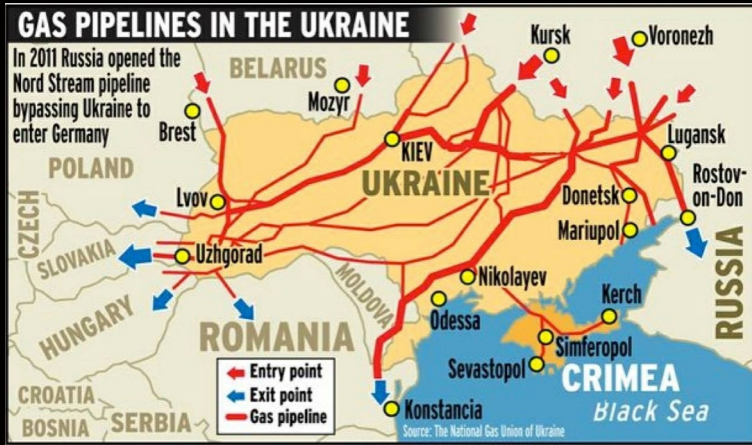 GAS PIPELINES IN THE UKRAINE
In 2011 Russia opened the
Nord Stream pipeline
bypassing Ukraine to
enter Germany
BELARUS
Kursk
Voronezh
Mozyr
Brest
POLAND
KIEV
UKRAINE
Lugansk
Rostov-
on-Don
Lvov
Donetsk
Mariupol
CZECH
SLOVAKIA
Uzhgorad
HUNGARY
MOLDOVA
Nikolayev
Odessa
Kerch
RUSSIA
ROMANIA
Simferopol
Sevastopol
CRIMEA
Black Sea
Entry point
Exit point
Gas pipeline
CROATIA
BOSNIA
SERBIA
Konstancia
Source: The National Gas Union of Ukraine